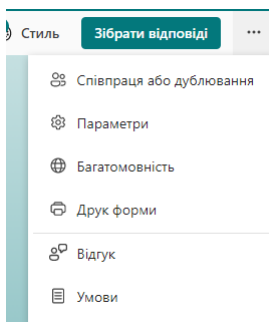 Стиль
Зібрати відповіді
...
Співпраця або дублювання
Параметри
Багатомовність
Друк форми
Відгук
Умови